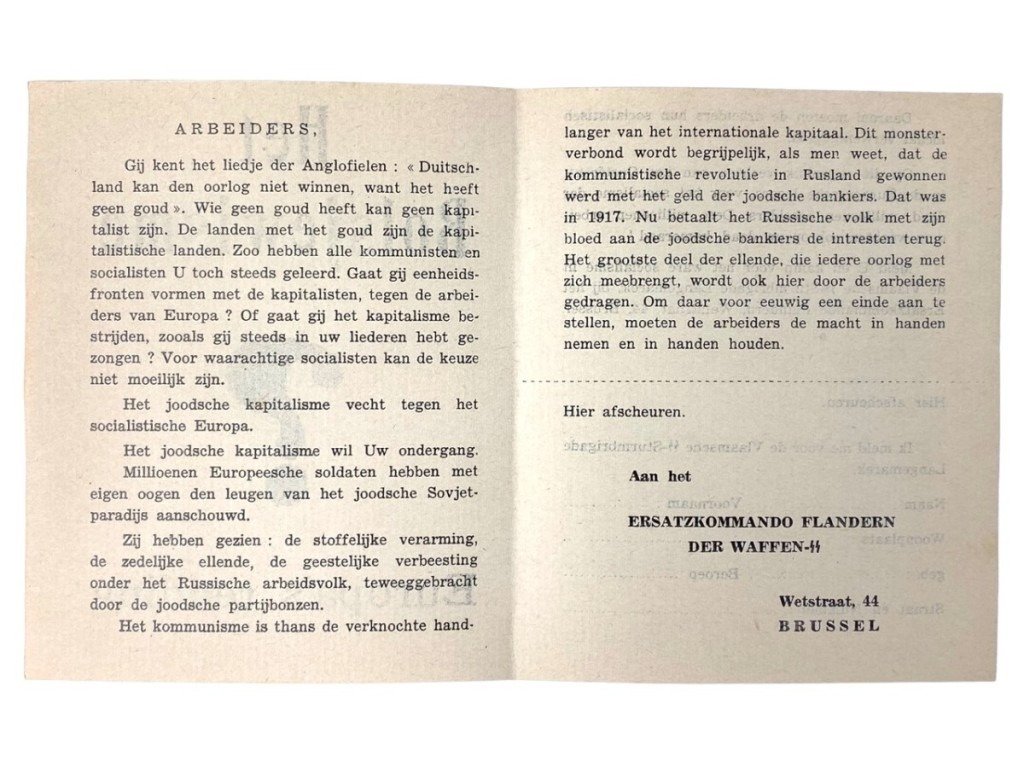 ARBEIDERS,
Gij kent het liedje der Anglofielen : « Duitsch-
land kan den oorlog niet winnen, want het heeft
geen goud ». Wie geen goud heeft kan geen kapi-
talist zijn. De landen met het goud zijn de kapi-
talistische landen. Zoo hebben alle kommunisten en
socialisten U toch steeds geleerd. Gaat gij eenheids-
fronten vormen met de kapitalisten, tegen de arbei-
ders van Europa ? Of gaat gij het kapitalisme be-
strijden, zooals gij steeds in uw liederen hebt ge-
zongen ? Voor waarachtige socialisten kan de keuze
niet moeilijk zijn.
Het joodsche kapitalisme vecht tegen het
socialistische Europa.
Het joodsche kapitalisme wil Uw ondergang.
Millioenen Europeesche soldaten hebben met
eigen oogen den leugen van het joodsche Sovjet-
paradijs aanschouwd.
Zij hebben gezien : de stoffelijke verarming,
de zedelijke ellende, de geestelijke verbeesting
onder het Russische arbeidsvolk, teweeggebracht
door de joodsche partijbonzen.
Het kommunisme is thans de verknochte hand-
langer van het internationale kapitaal. Dit monster-
verbond wordt begrijpelijk, als men weet, dat de
kommunistische revolutie in Rusland gewonnen
werd met het geld der joodsche bankiers. Dat was
in 1917. Nu betaalt het Russische volk met zijn
bloed aan de joodsche bankiers de intresten terug.
Het grootste deel der ellende, die iedere oorlog met
zich meebrengt, wordt ook hier door de arbeiders
gedragen. Om daar voor eeuwig een einde aan te
stellen, moeten de arbeiders de macht in handen
nemen en in handen houden.
Hier afscheuren.
Aan het
ERSATZKOMMANDO FLANDERN
DER WAFFEN-ᛋᛋ
Wetstraat, 44
BRUSSEL